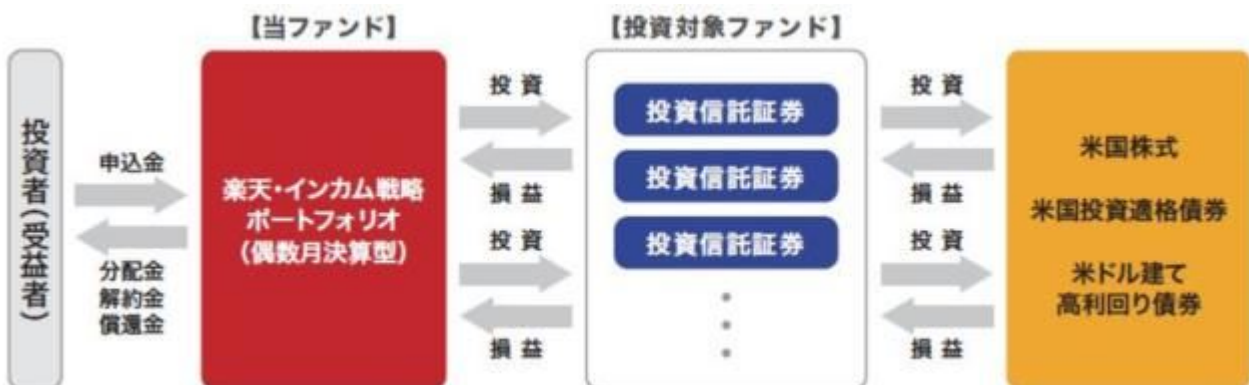 【当ファンド】
【投資対象ファンド】
投資者(受益者)
申込金
分配金
解約金
償還金
楽天・インカム戦略
ポートフォリオ
(偶数月決算型)
投資
損益
投資
損益
投資信託証券
投資信託証券
投資信託証券
投資
損益
投資
損益
米国株式
米国投資適格債券
米ドル建て
高利回り債券